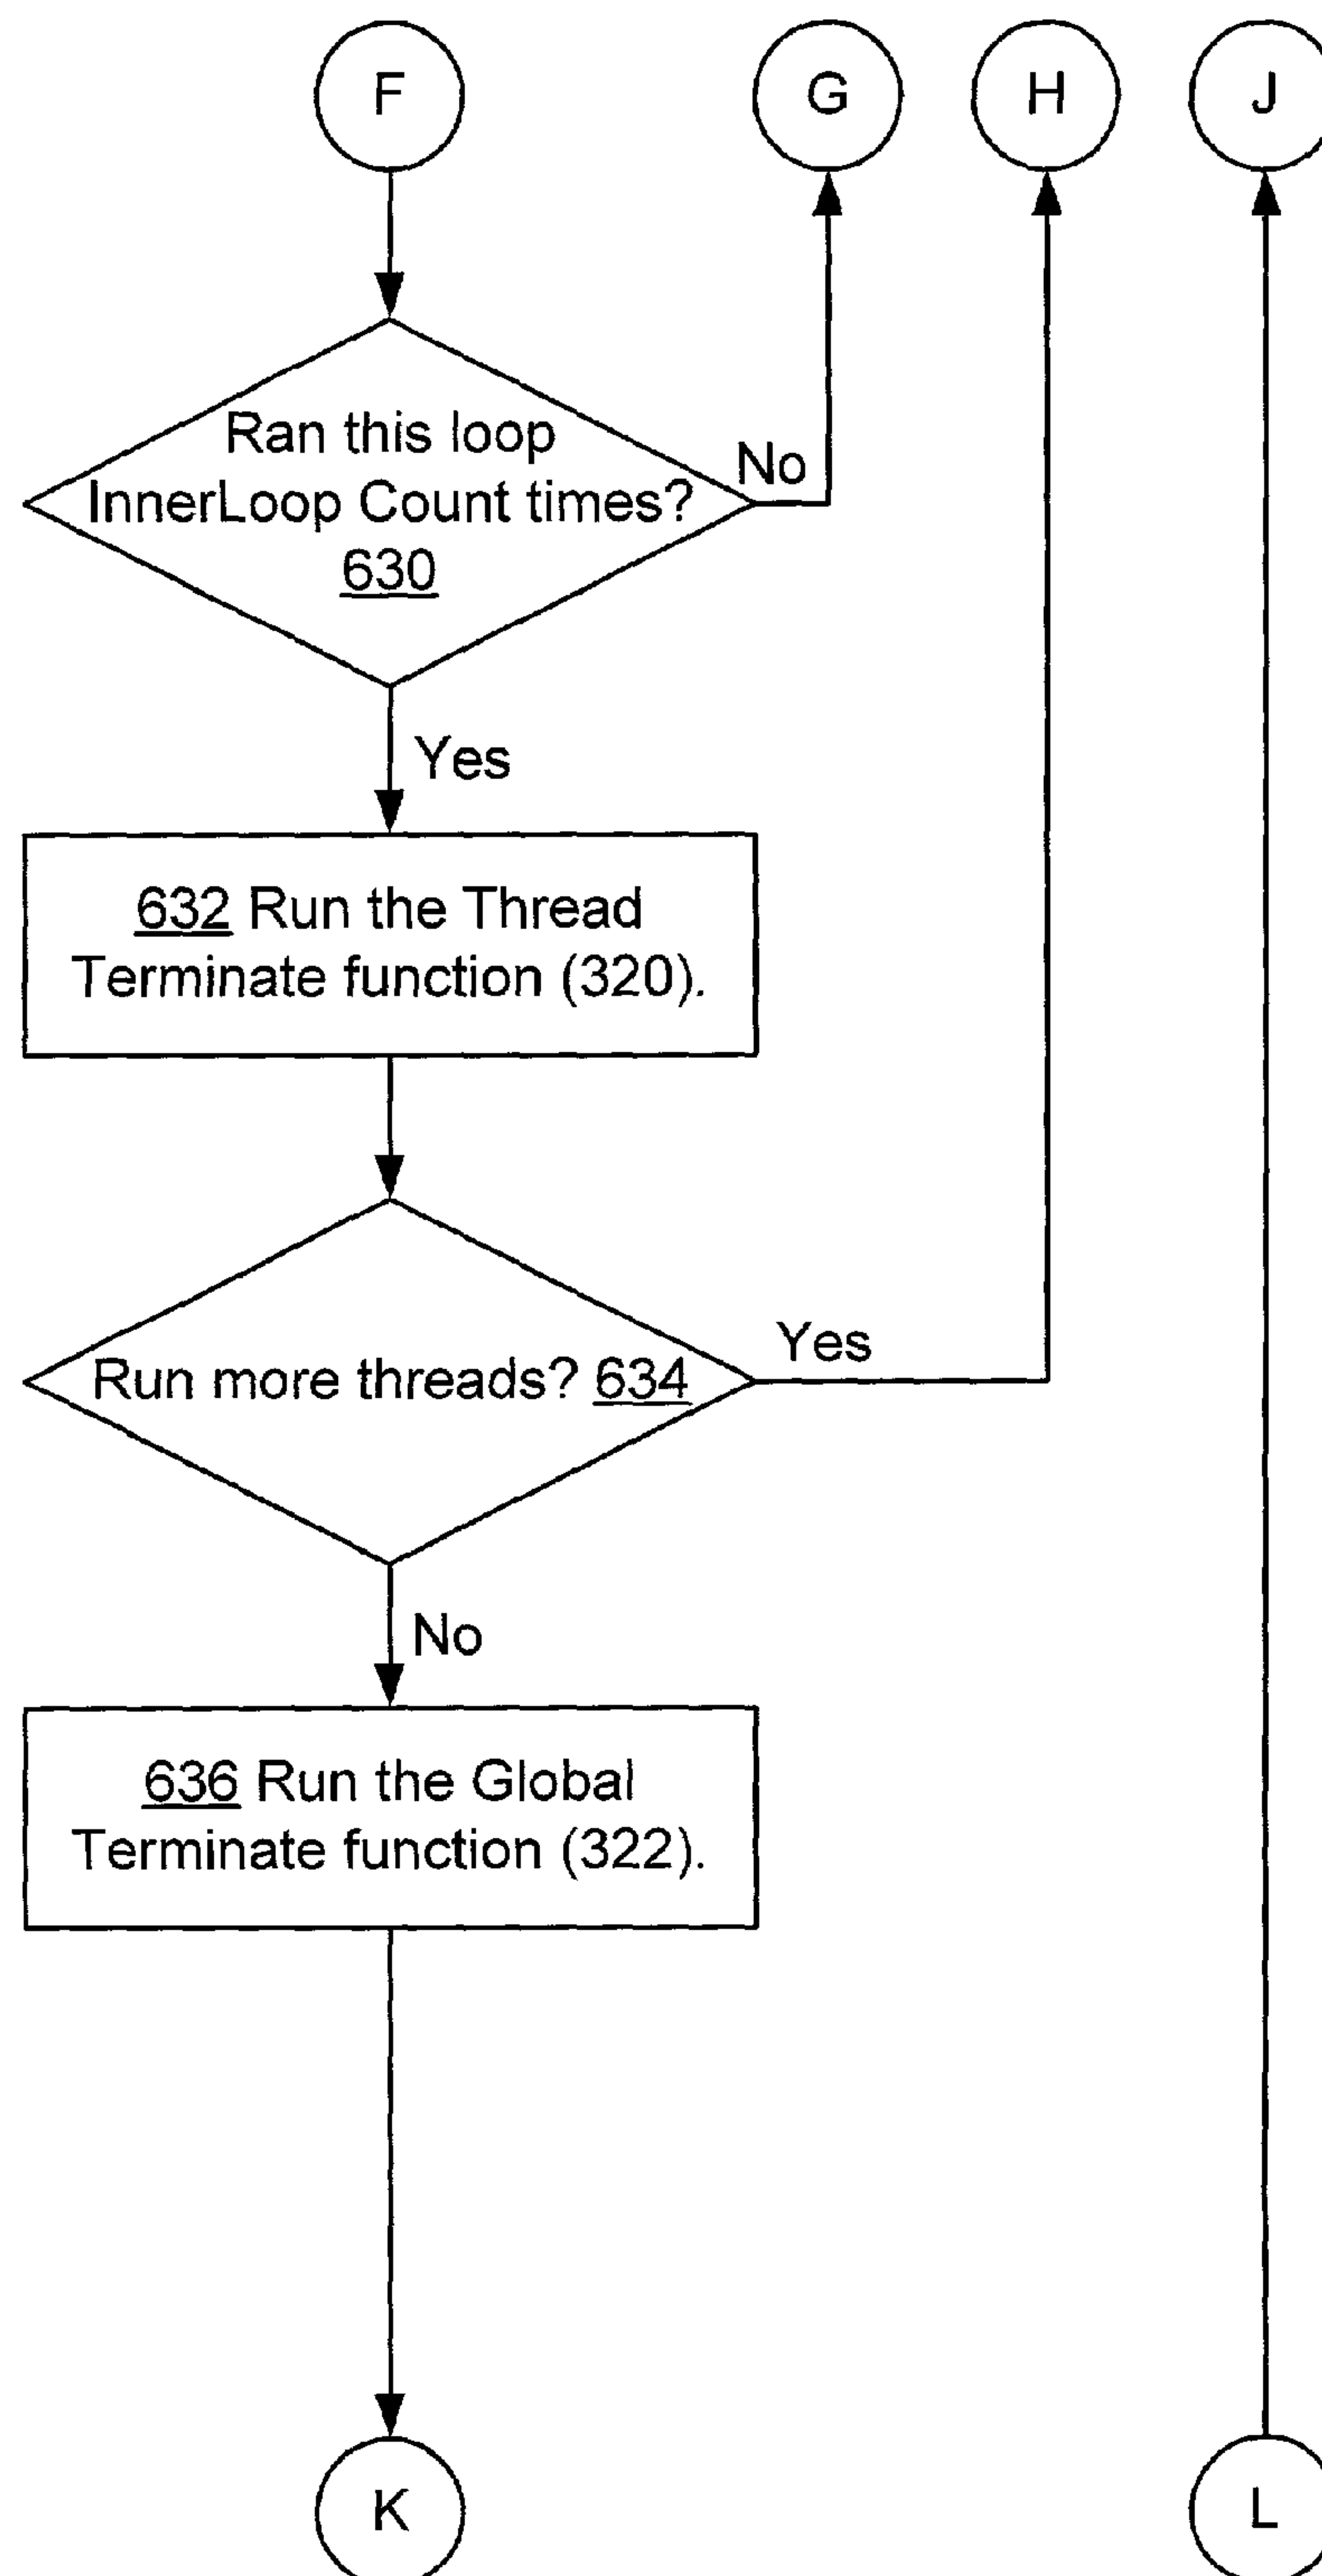 F
G
H
J
Ran this loop
InnerLoop Count times?
630
No
Yes
632 Run the Thread
Terminate function (320).
Run more threads? 634
Yes
No
636 Run the Global
Terminate function (322).
K
L